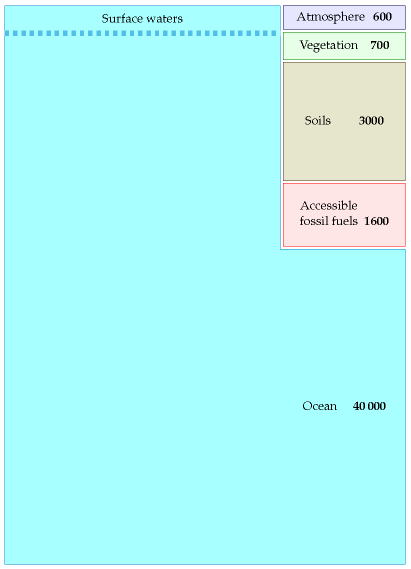 Surface waters
Atmosphere 600
Vegetation 700
Soils 3000
Accessible
fossil fuels 1600
Ocean 40 000